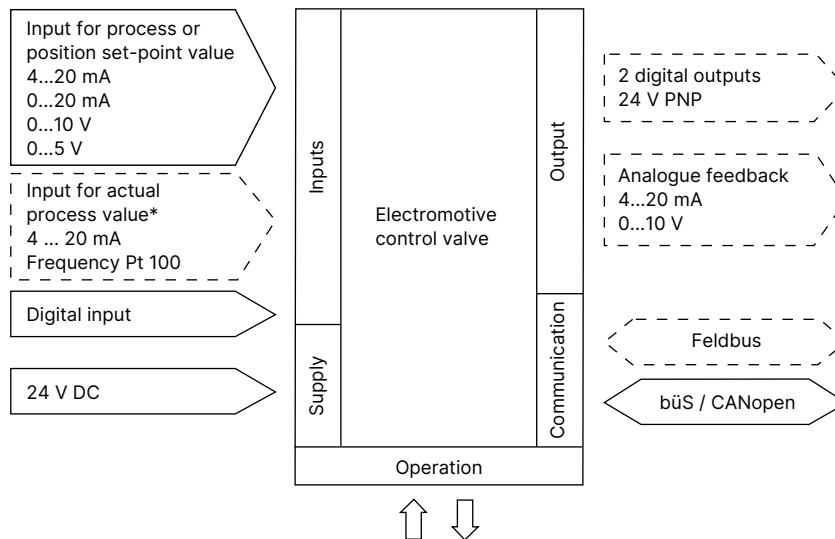 Input for process or
position set-point value
4...20 mA
0...20 mA
0...10 V
0...5 V
Input for actual
process value*
4 ... 20 mA
Frequency Pt 100
Digital input
24 V DC
Inputs
Supply
Electromotive
control valve
Output
Communication
Operation
2 digital outputs
24 V PNP
Analogue feedback
4...20 mA
0...10 V
Feldbus
büS / CANopen